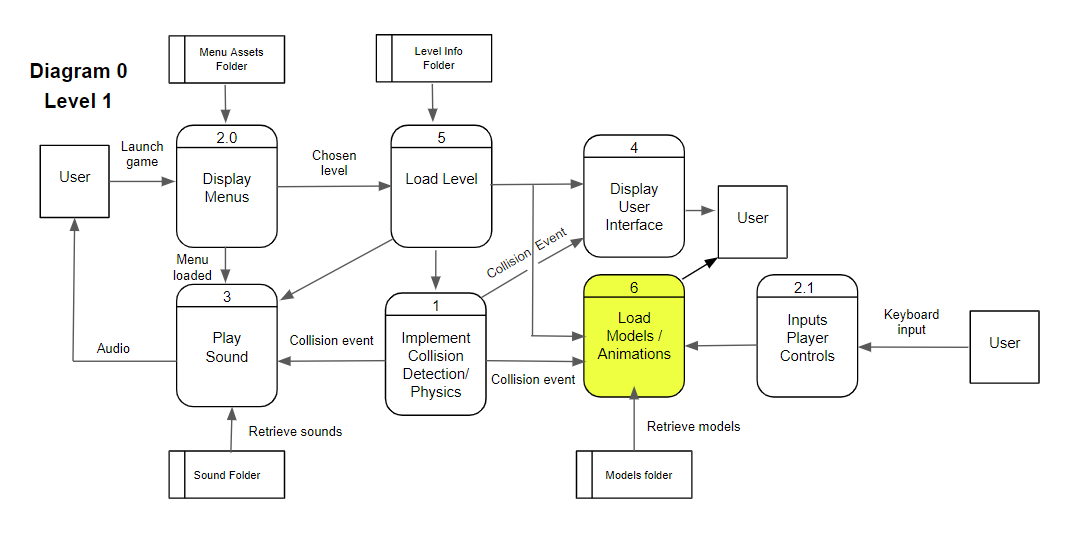 Diagram 0
Level 1
Menu Assets
Folder
Level Info
Folder
User
Launch
game
2.0
Display
Menus
Chosen
level
5
Load Level
4
Display
User
Interface
User
Menu
loaded
Collision Event
3
Play
Sound
Audio
Collision event
1
Implement
Collision
Detection/
Physics
Collision event
6
Load
Models /
Animations
2.1
Inputs
Player
Controls
Keyboard
input
User
Retrieve sounds
Sound Folder
Retrieve models
Models folder